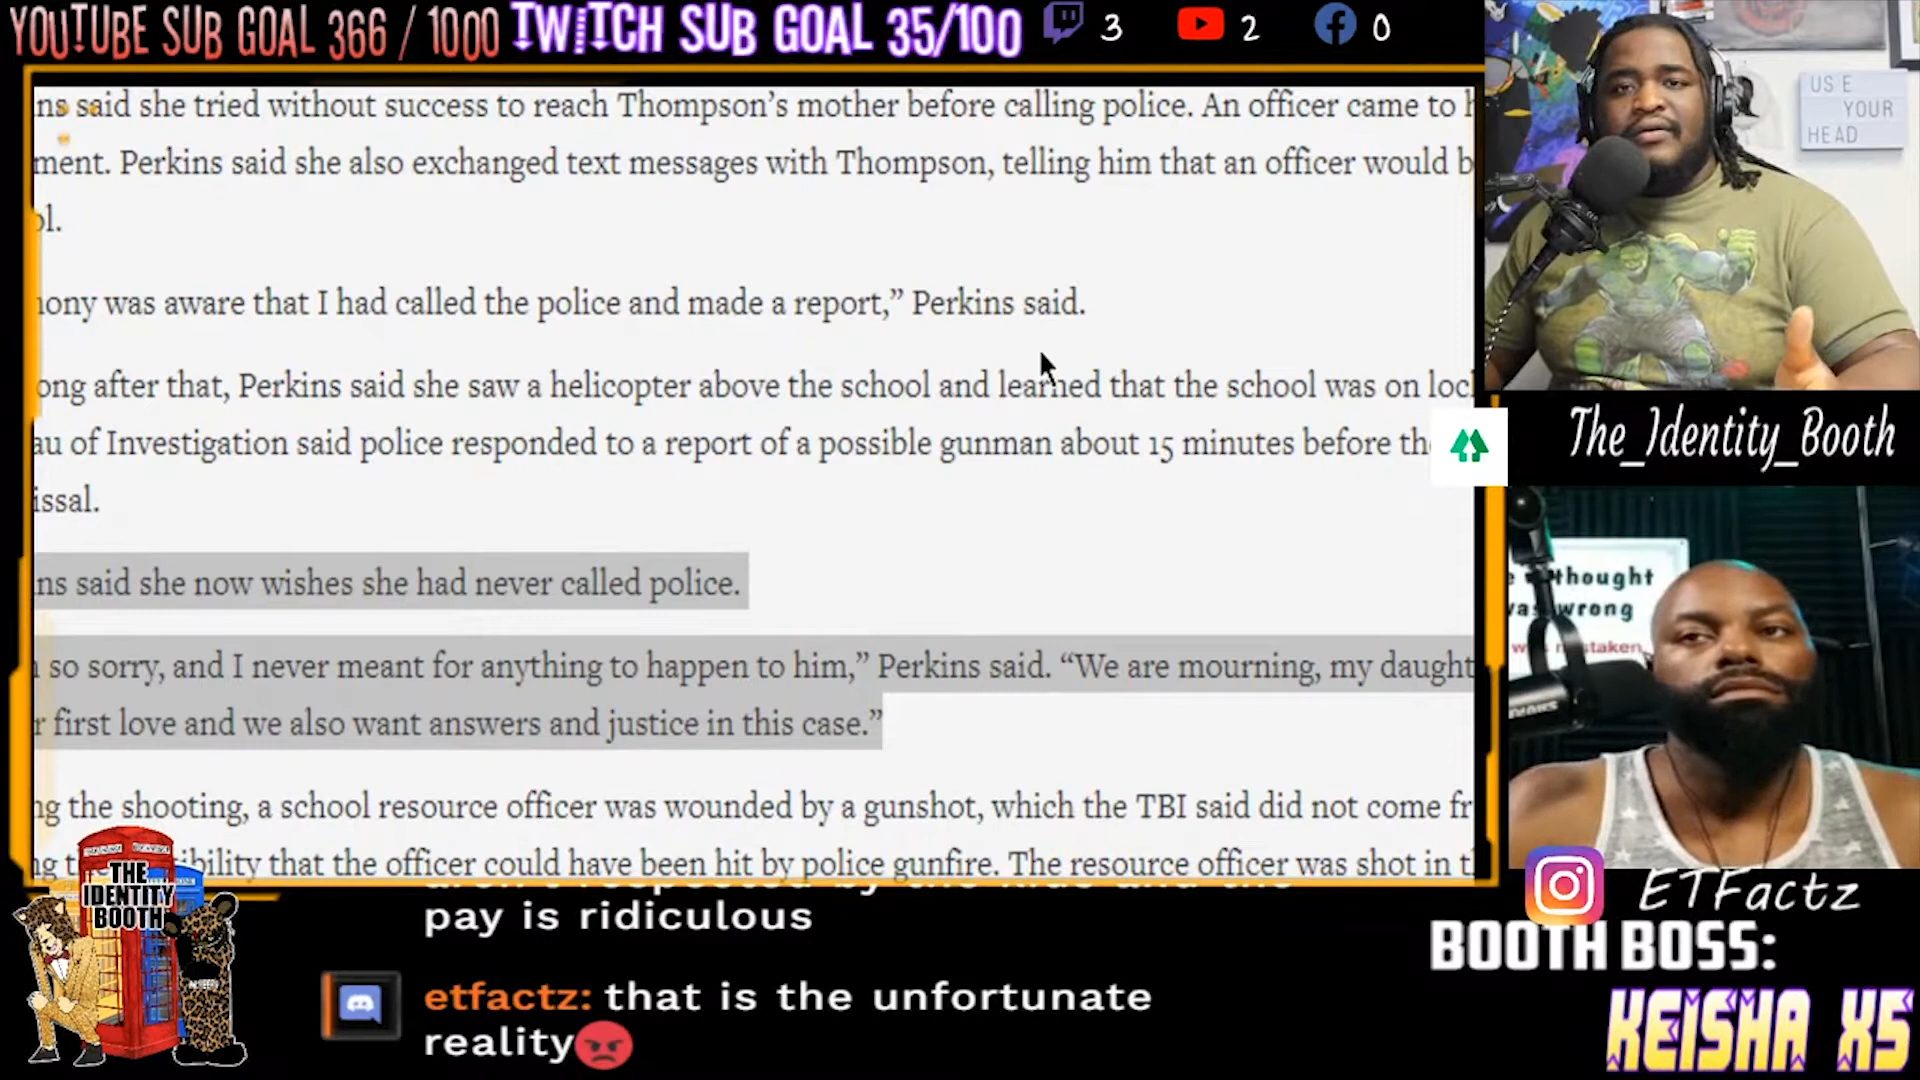 YOUTUBE SUB GOAL 366 / 1000 TWITCH SUB GOAL 35/100 3 2 0
ns said she tried without success to reach Thompson's mother before calling police. An officer came to h
ment. Perkins said she also exchanged text messages with Thompson, telling him that an officer would b
ol.
hony was aware that I had called the police and made a report,” Perkins said.
ong after that, Perkins said she saw a helicopter above the school and learned that the school was on loc
au of Investigation said police responded to a report of a possible gunman about 15 minutes before th
issal.
ns said she now wishes she had never called police.
so sorry, and I never meant for anything to happen to him,” Perkins said. “We are mourning, my daught
r first love and we also want answers and justice in this case.”
ng the shooting, a school resource officer was wounded by a gunshot, which the TBI said did not come fr
ng ibility that the officer could have been hit by police gunfire. The resource officer was shot in t
US E
YOUR
HEAD
The_Identity_Booth
thought
wrong
ETFactz
pay is ridiculous
etfactz: that is the unfortunate
reality
THE
IDENTITY
BOOTH
BOOTH BOSS:
KEISHA X5